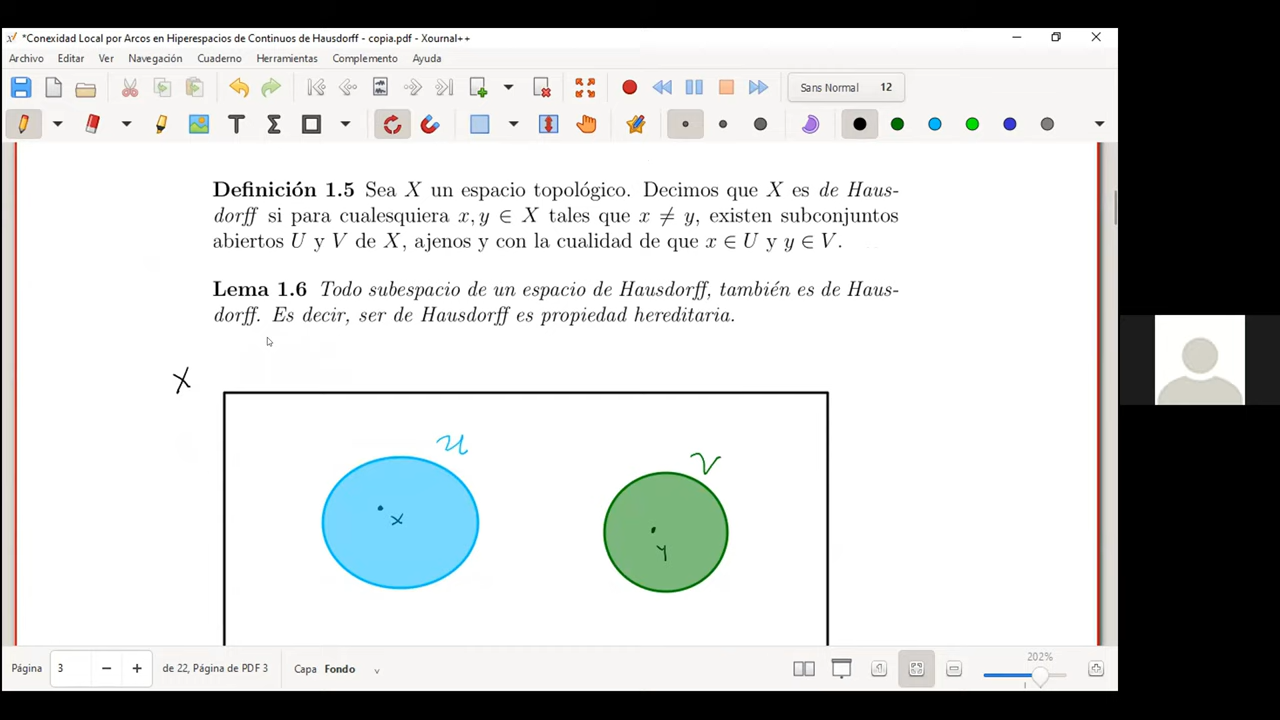 *Conexidad Local por Arcos en Hiperespacios de Continuos de Hausdorff - copia.pdf - Xournal++
Archivo Editar Ver Navegación Cuaderno Herramientas Complemento Ayuda
Sans Normal 12
Definición 1.5 Sea X un espacio topológico. Decimos que X es de Haus-
dorff si para cualesquiera x, y ∈ X tales que x ≠ y, existen subconjuntos
abiertos U y V de X, ajenos y con la cualidad de que x ∈ U y y ∈ V.
Lema 1.6 Todo subespacio de un espacio de Hausdorff, también es de Haus-
dorff. Es decir, ser de Hausdorff es propiedad hereditaria.
X
U
V
x
y
Página 3 de 22, Página de PDF 3 Capa Fondo 202%